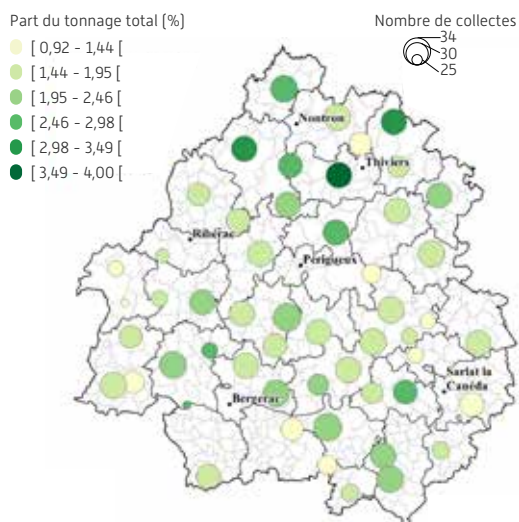 Part du tonnage total (%)
[ 0,92 - 1,44 [
[ 1,44 - 1,95 [
[ 1,95 - 2,46 [
[ 2,46 - 2,98 [
[ 2,98 - 3,49 [
[ 3,49 - 4,00 [
Nombre de collectes
34
30
25
Nontron
Thiviers
Ribérac
Périgueux
Sarlat la
Canéda
Bergerac